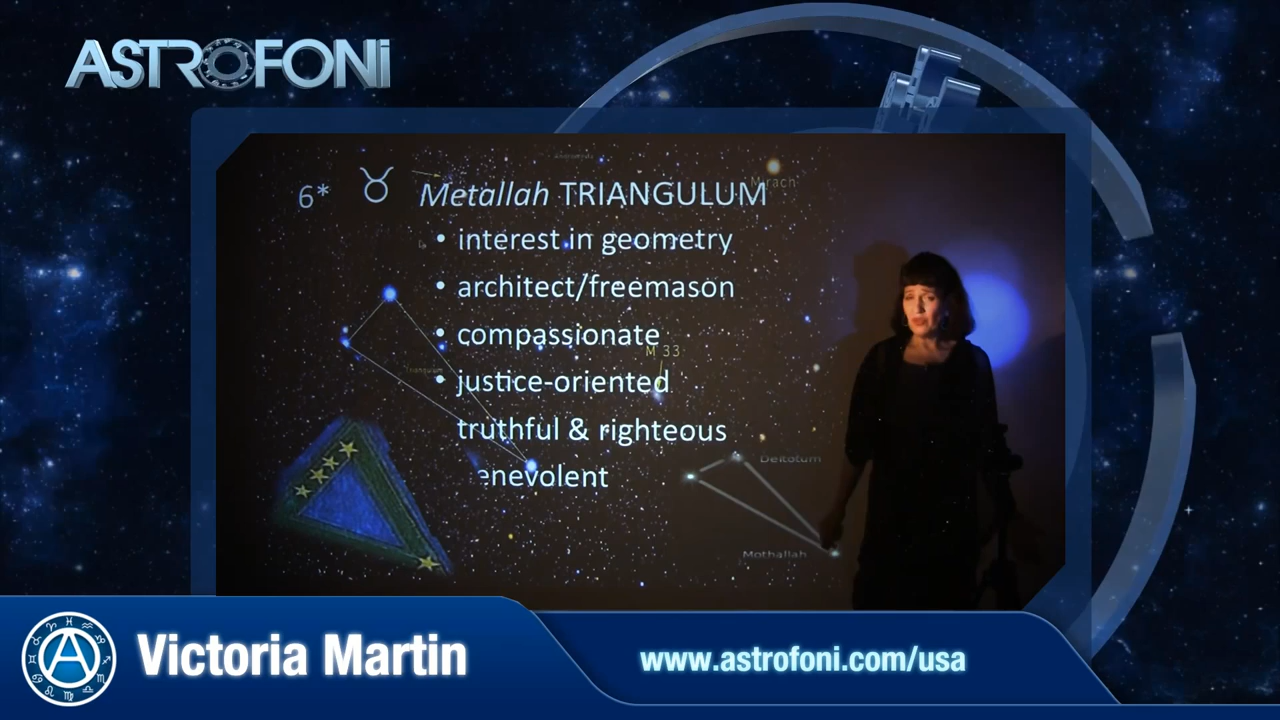 ASTROFONi
Mirach
6* ♉ Metallah TRIANGULUM
• interest in geometry
• architect/freemason
• compassionate
M 33
• justice-oriented
truthful & righteous
enevolent
Deltotum
Mothallah
A
Victoria Martin
www.astrofoni.com/usa